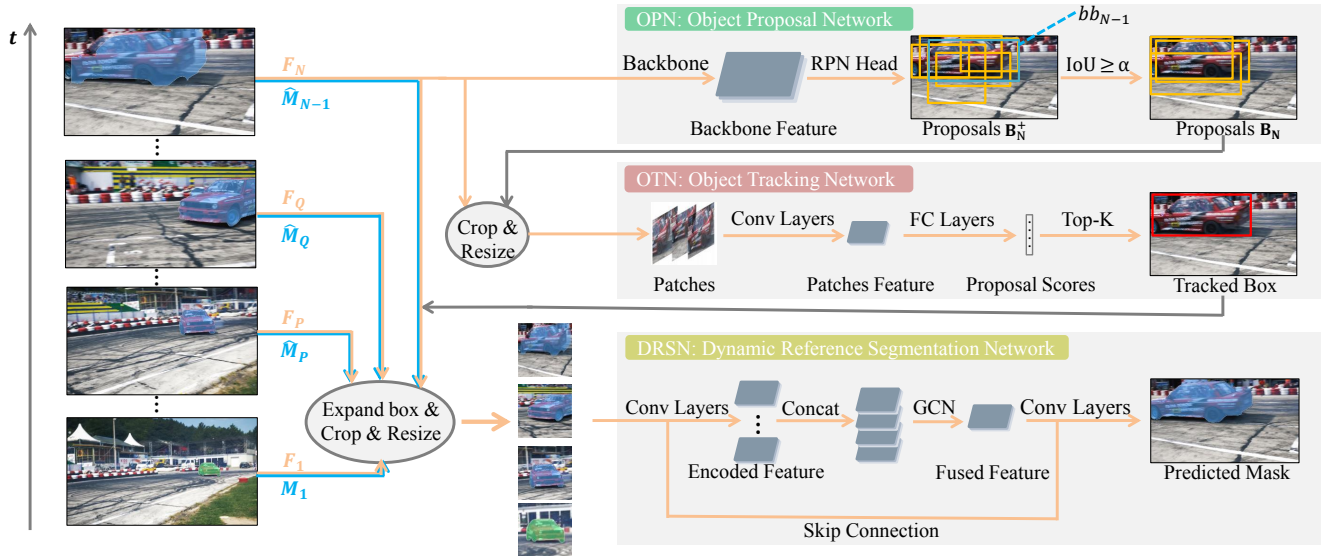 t
F_N
M̂_{N-1}
F_Q
M̂_Q
F_P
M̂_P
F_1
M_1
Crop &
Resize
Expand box &
Crop & Resize
OPN: Object Proposal Network
bb_{N-1}
Backbone
RPN Head
IoU ≥ α
Backbone Feature
Proposals B_N^+
Proposals B_N
OTN: Object Tracking Network
Conv Layers
FC Layers
Top-K
Patches
Patches Feature
Proposal Scores
Tracked Box
DRSN: Dynamic Reference Segmentation Network
Conv Layers
Concat
GCN
Conv Layers
Encoded Feature
Fused Feature
Predicted Mask
Skip Connection